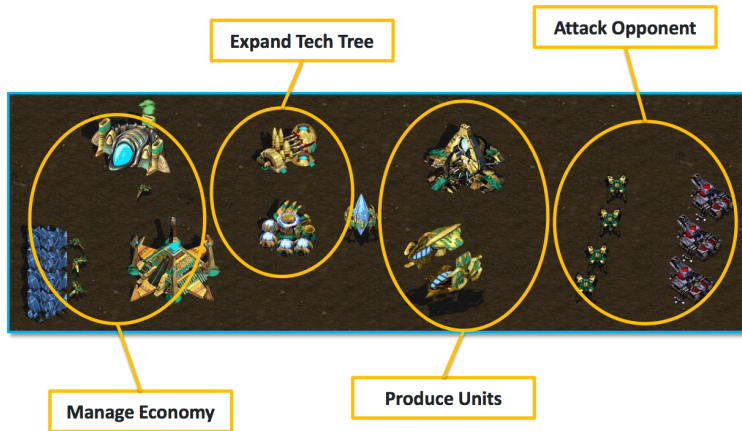 Attack Opponent
Expand Tech Tree
Manage Economy
Produce Units